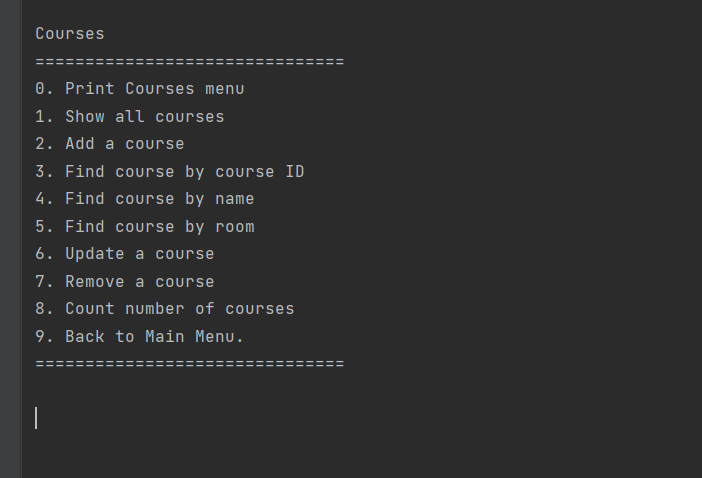 Courses
===============================
0. Print Courses menu
1. Show all courses
2. Add a course
3. Find course by course ID
4. Find course by name
5. Find course by room
6. Update a course
7. Remove a course
8. Count number of courses
9. Back to Main Menu.
===============================